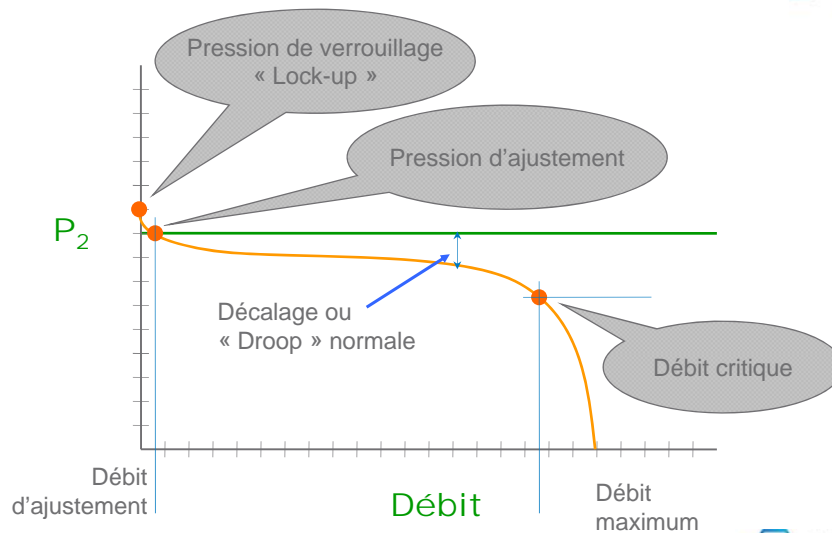 Pression de verrouillage
« Lock-up »
Pression d'ajustement
P2
Décalage ou
« Droop » normale
Débit critique
Débit
d'ajustement
Débit
Débit
maximum